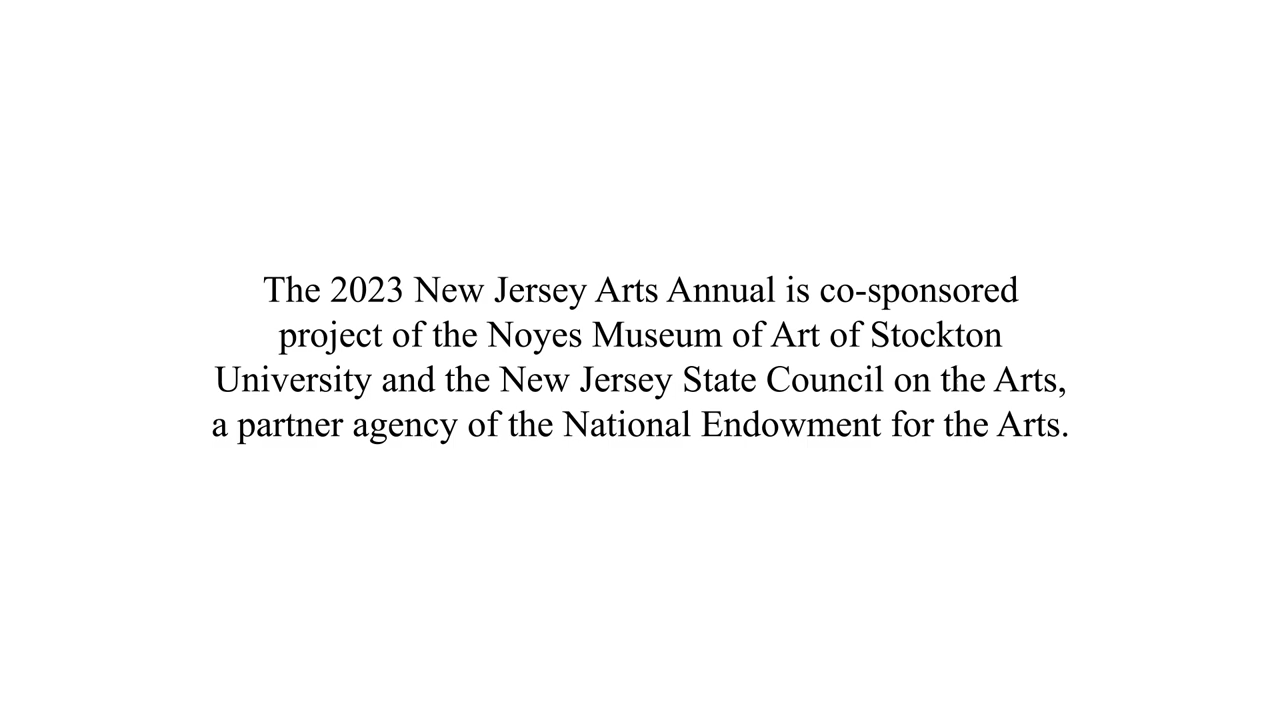 The 2023 New Jersey Arts Annual is co-sponsored
project of the Noyes Museum of Art of Stockton
University and the New Jersey State Council on the Arts,
a partner agency of the National Endowment for the Arts.